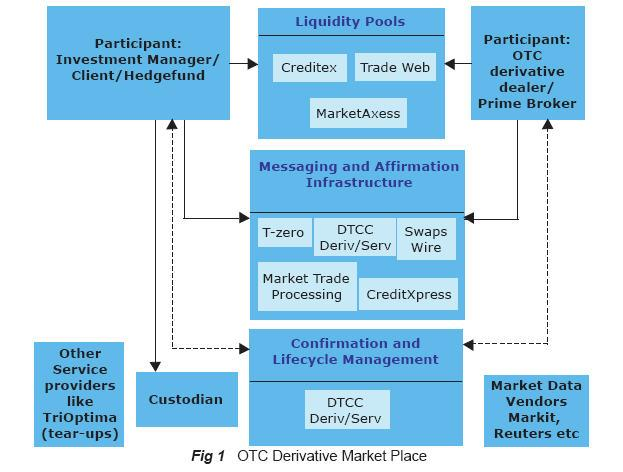 Participant:
Investment Manager/
Client/Hedgefund
Liquidity Pools
Creditex
Trade Web
MarketAxess
Participant:
OTC
derivative
dealer/
Prime Broker
Messaging and Affirmation
Infrastructure
T-zero
DTCC
Deriv/Serv
Swaps
Wire
Market Trade
Processing
CreditXpress
Confirmation and
Lifecycle Management
DTCC
Deriv/Serv
Other
Service
providers
like
TriOptima
(tear-ups)
Custodian
Market Data
Vendors
Markit,
Reuters etc
Fig 1 OTC Derivative Market Place